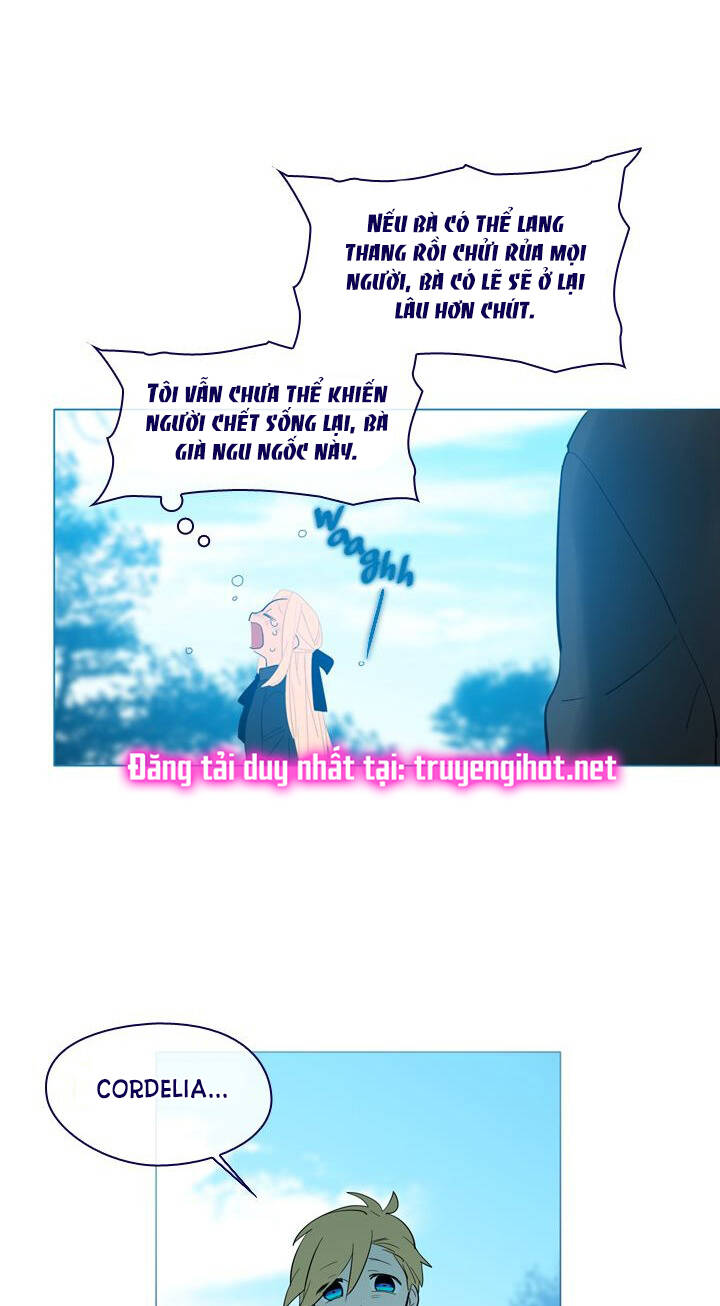 NẾU BÀ CÓ THỂ LANG
THANG RỒI CHỬI RỦA MỌI
NGƯỜI, BÀ CÓ LẼ SẼ Ở LẠI
LÂU HƠN CHÚT.
TÔI VẪN CHƯA THỂ KHIẾN
NGƯỜI CHẾT SỐNG LẠI, BÀ
GIÀ NGU NGỐC NÀY.
Waaghh
Đăng tải duy nhất tại: truyengihot.net
CORDELIA...